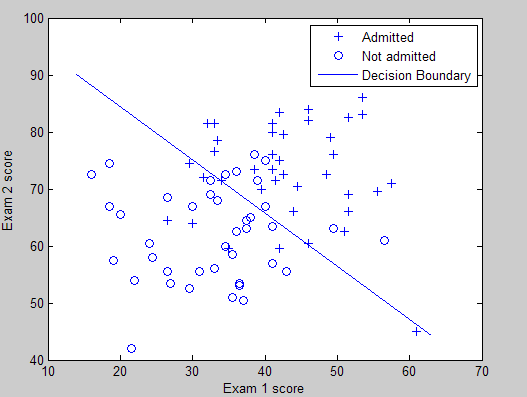 Admitted
Not admitted
Decision Boundary
100
90
80
70
60
50
40
Exam 2 score
10 20 30 40 50 60 70
Exam 1 score